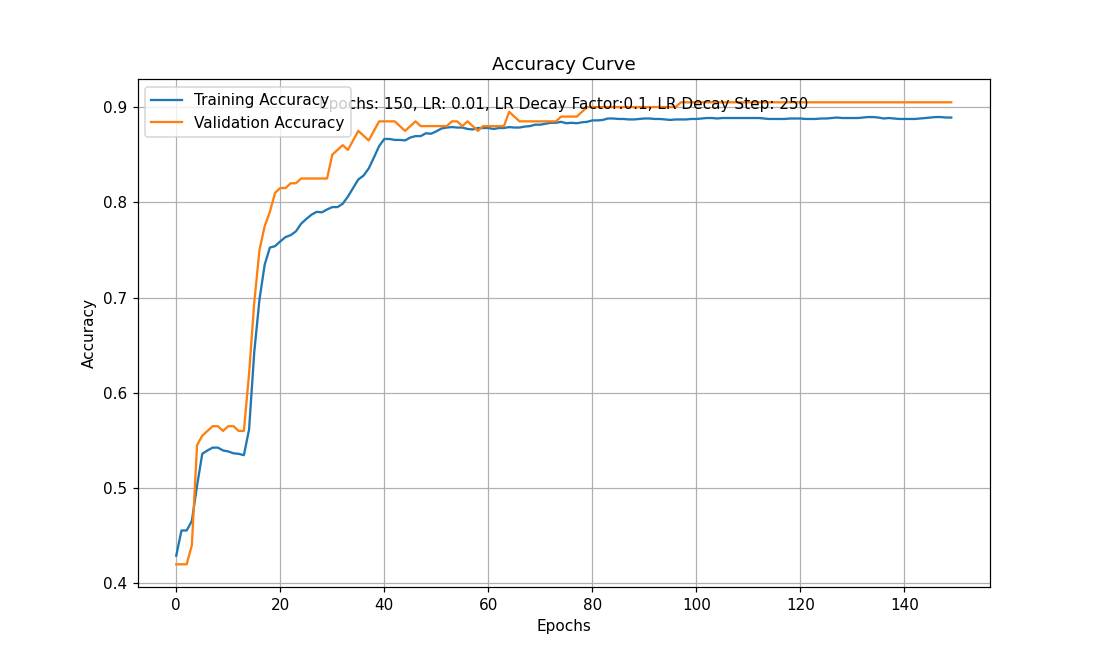 Accuracy Curve
Epochs: 150, LR: 0.01, LR Decay Factor:0.1, LR Decay Step: 250
Training Accuracy
Validation Accuracy
0.9
0.8
0.7
0.6
0.5
0.4
Accuracy
0 20 40 60 80 100 120 140
Epochs